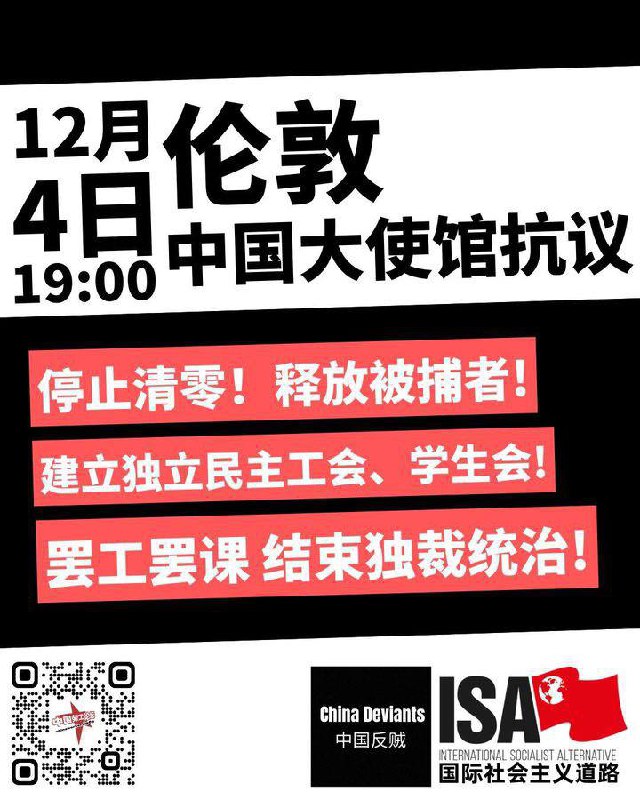 12月
4日
19:00
伦敦
中国大使馆抗议
停止清零！释放被捕者！
建立独立民主工会、学生会！
罢工罢课 结束独裁统治！
China Deviants
中国反贼
ISA
INTERNATIONAL SOCIALIST ALTERNATIVE
国际社会主义道路